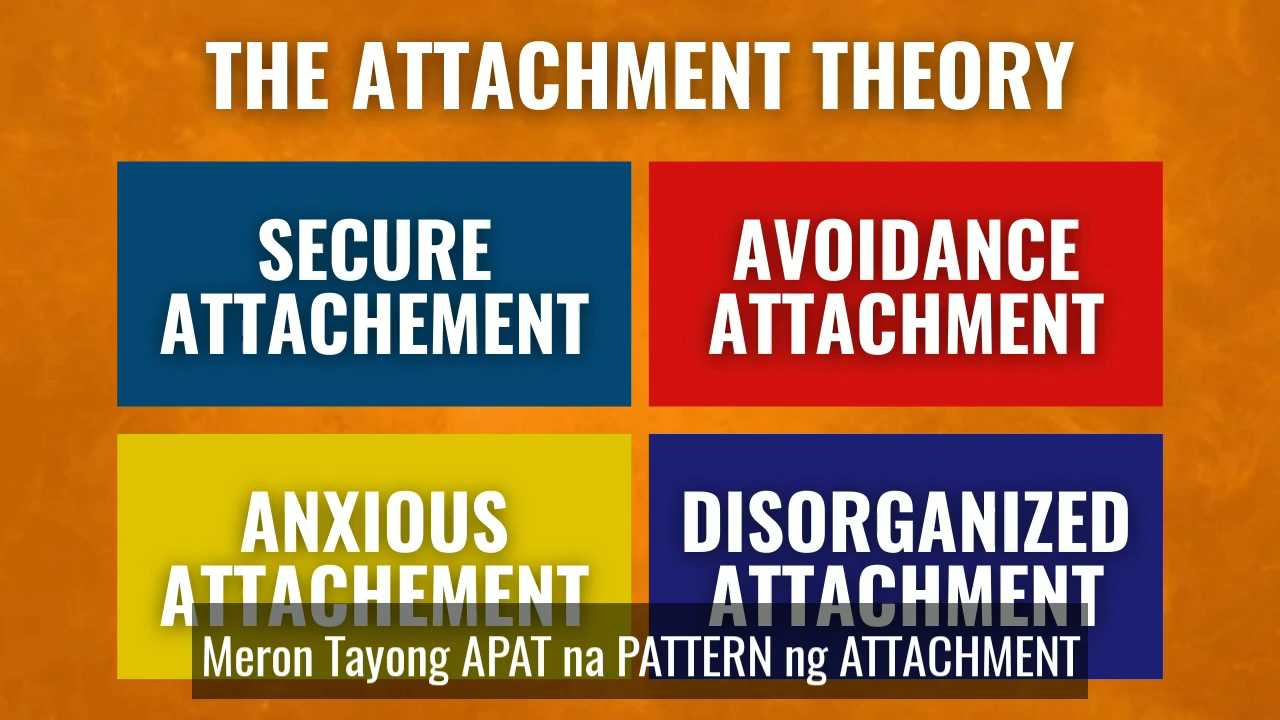 THE ATTACHMENT THEORY
SECURE
ATTACHEMENT
AVOIDANCE
ATTACHMENT
ANXIOUS
ATTACHEMENT
DISORGANIZED
ATTACHMENT
Meron Tayong APAT na PATTERN ng ATTACHMENT